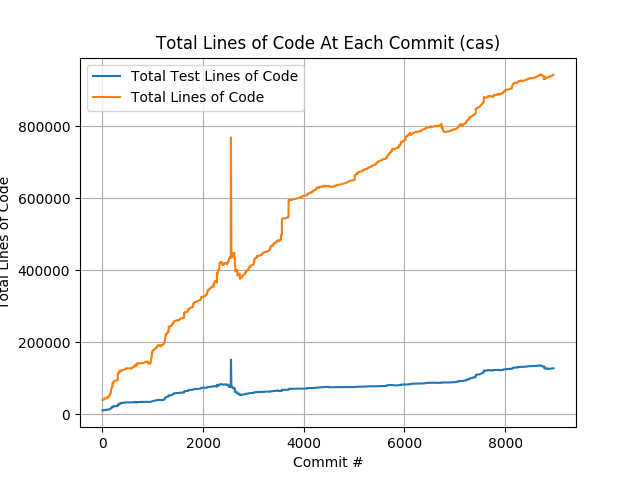 Total Lines of Code At Each Commit (cas)
Total Test Lines of Code
Total Lines of Code
800000
600000
400000
200000
0
Total Lines of Code
0 2000 4000 6000 8000
Commit #